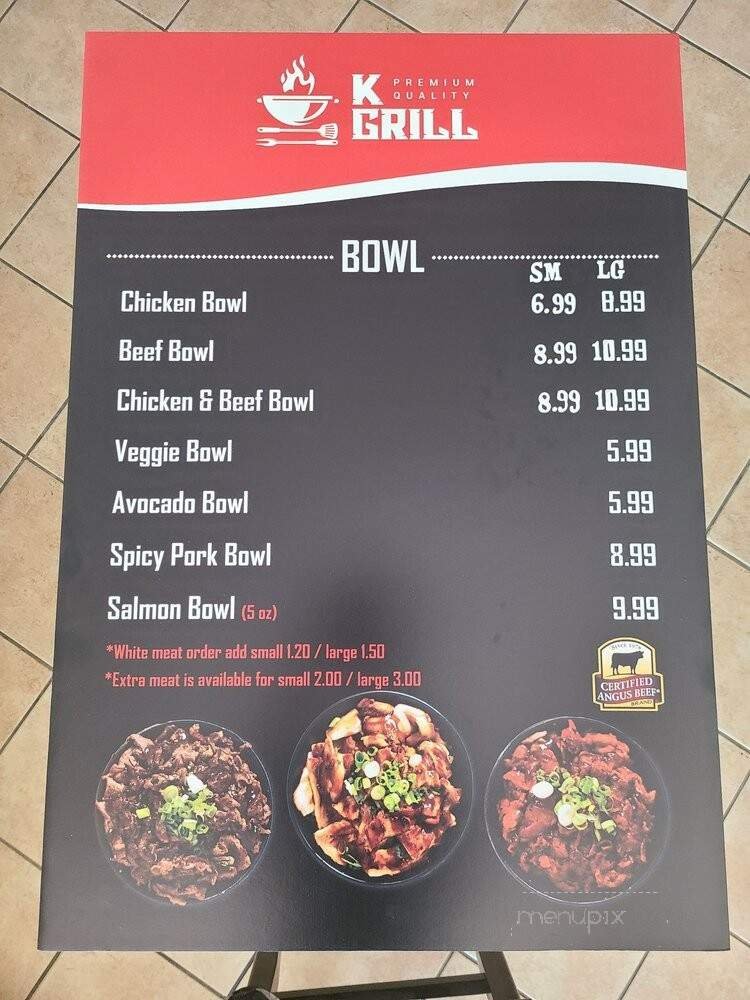 K PREMIUM
QUALITY
GRILL
BOWL
SM LG
Chicken Bowl 6.99 8.99
Beef Bowl 8.99 10.99
Chicken & Beef Bowl 8.99 10.99
Veggie Bowl 5.99
Avocado Bowl 5.99
Spicy Pork Bowl 8.99
Salmon Bowl (5 oz) 9.99
*White meat order add small 1.20 / large 1.50
*Extra meat is available for small 2.00 / large 3.00
SINCE 1978
CERTIFIED
ANGUS BEEF®
BRAND
menupix